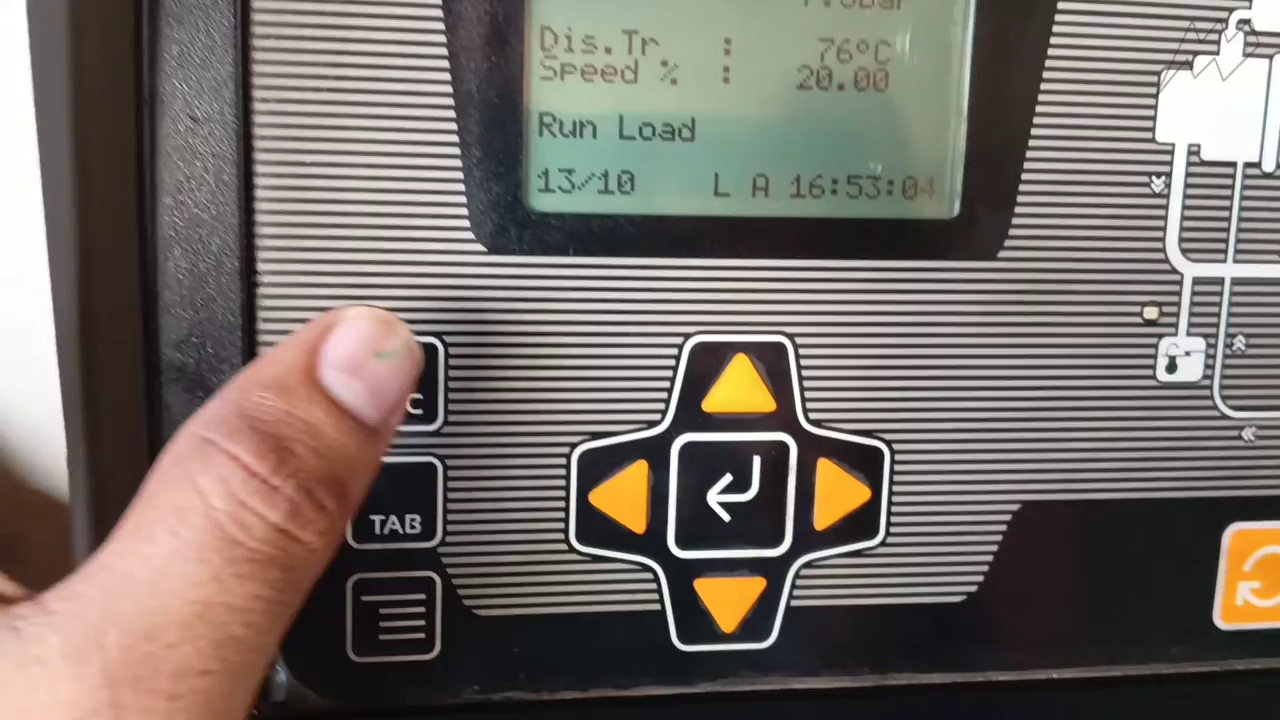 Dis.Tr : 76°C
Speed % : 20.00
Run Load
13/10 L A 16:53:04
C
TAB